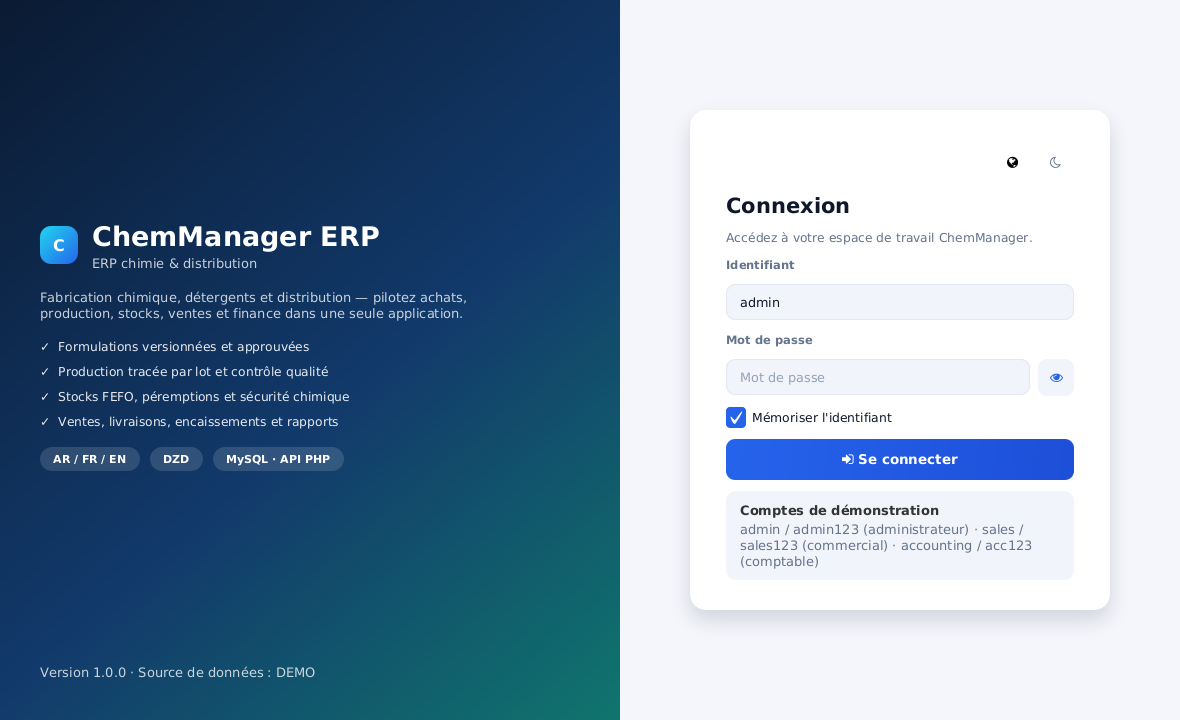 C
ChemManager ERP
ERP chimie & distribution
Fabrication chimique, détergents et distribution — pilotez achats,
production, stocks, ventes et finance dans une seule application.
✓ Formulations versionnées et approuvées
✓ Production tracée par lot et contrôle qualité
✓ Stocks FEFO, péremptions et sécurité chimique
✓ Ventes, livraisons, encaissements et rapports
AR / FR / EN
DZD
MySQL · API PHP
Version 1.0.0 · Source de données : DEMO
Connexion
Accédez à votre espace de travail ChemManager.
Identifiant
admin
Mot de passe
Mot de passe
Mémoriser l'identifiant
Se connecter
Comptes de démonstration
admin / admin123 (administrateur) · sales /
sales123 (commercial) · accounting / acc123
(comptable)